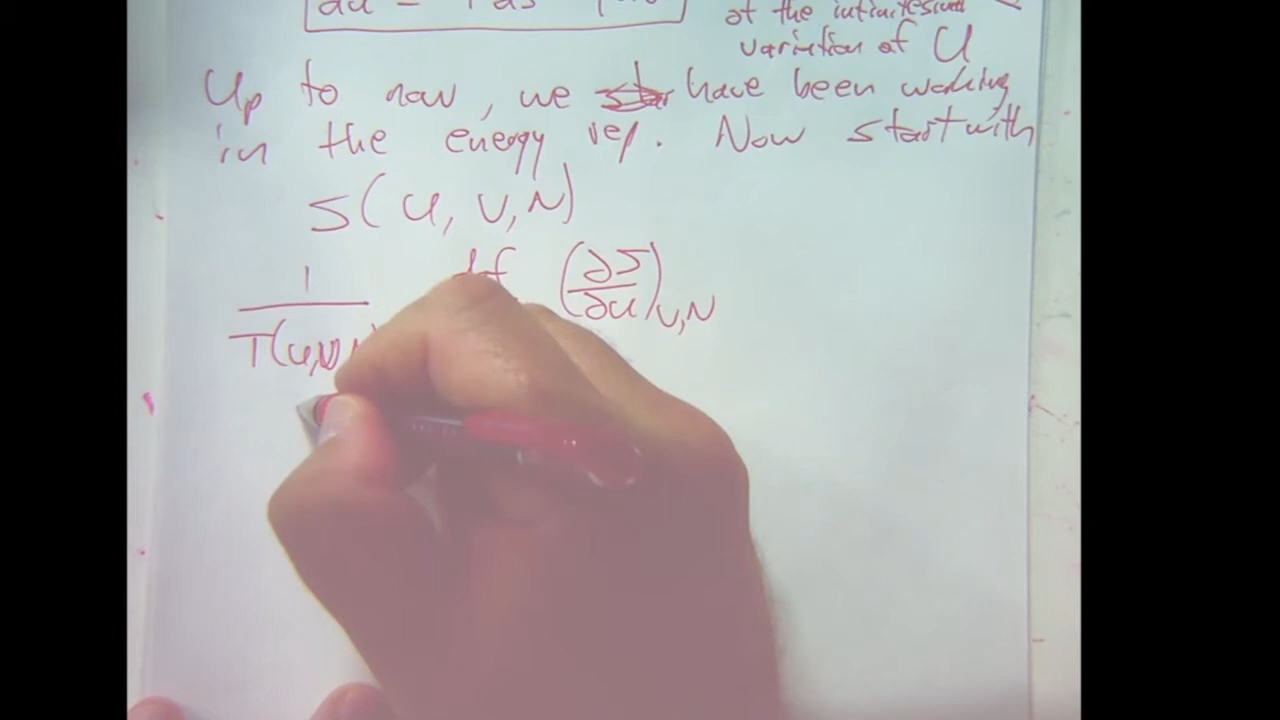 of the infinitesimal
variation of U
Up to now, we have been working
in the energy rep. Now start with
S(U, V, N)
1/T(U,V,N) def (∂S/∂U)V,N